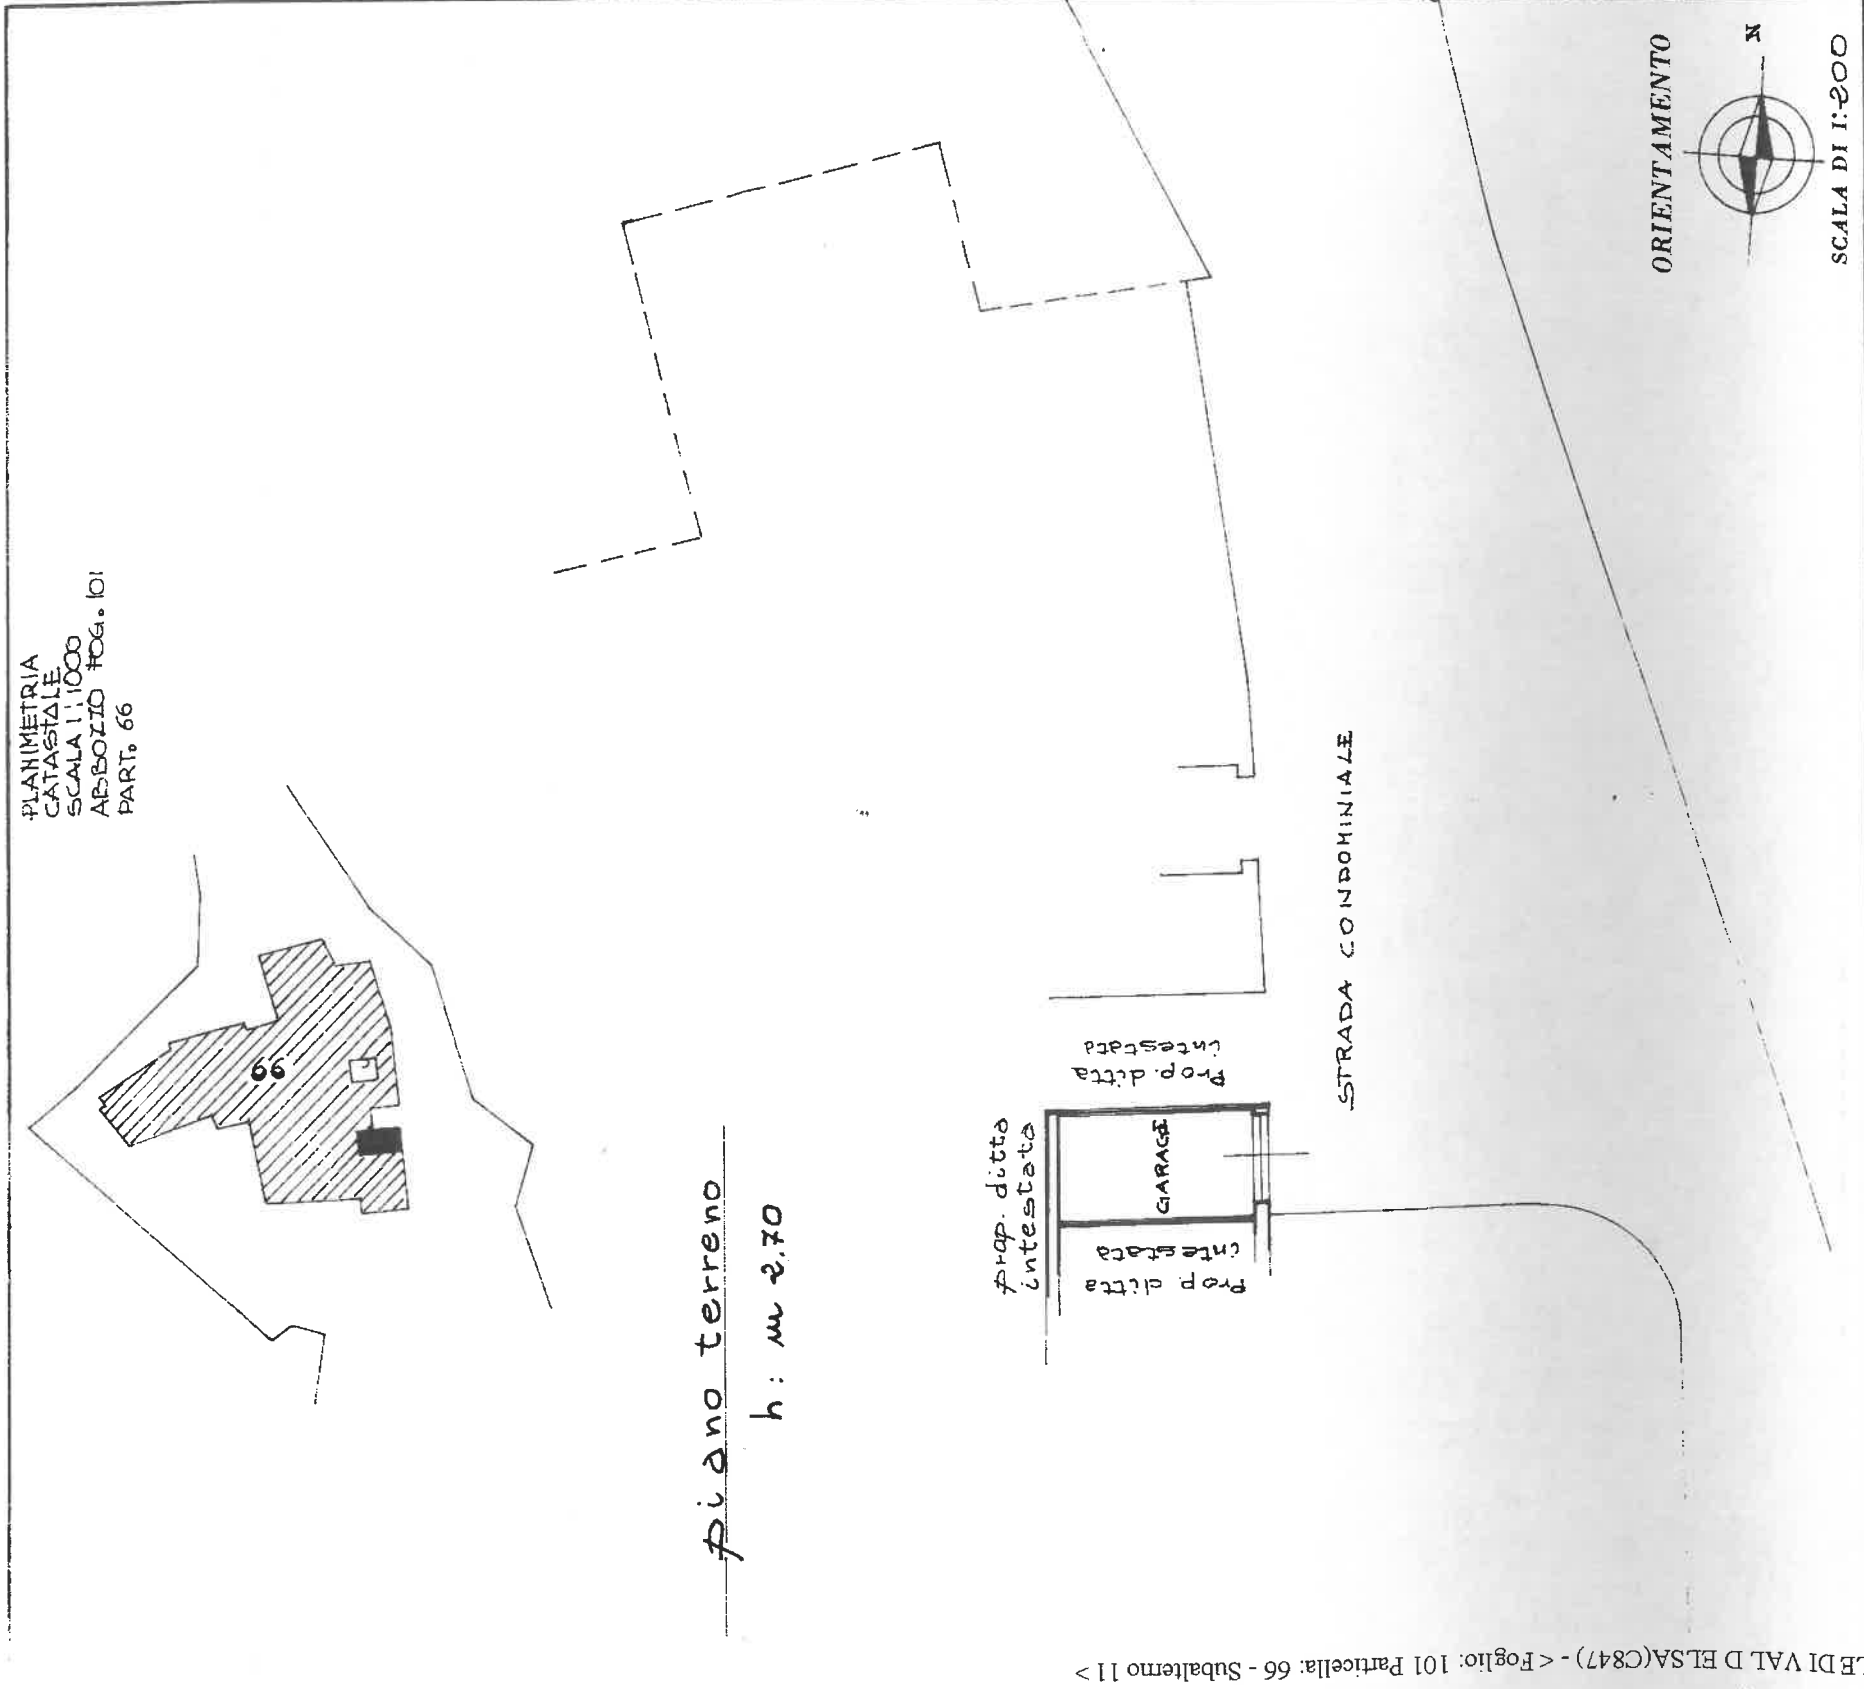 PLANIMETRIA
CATASTALE
SCALA 1:1000
ABBOZZO FOG. 101
PART. 66
66
piano terreno
h: m 2.70
prop. ditta
intestata
Prop. ditta
intestata
GARAGE
Prop. ditta
intestata
STRADA CONDOMINIALE
ORIENTAMENTO
N
SCALA DI 1:200
LE DI VAL D ELSA(C847) - < Foglio: 101 Particella: 66 - Subalterno 11 >